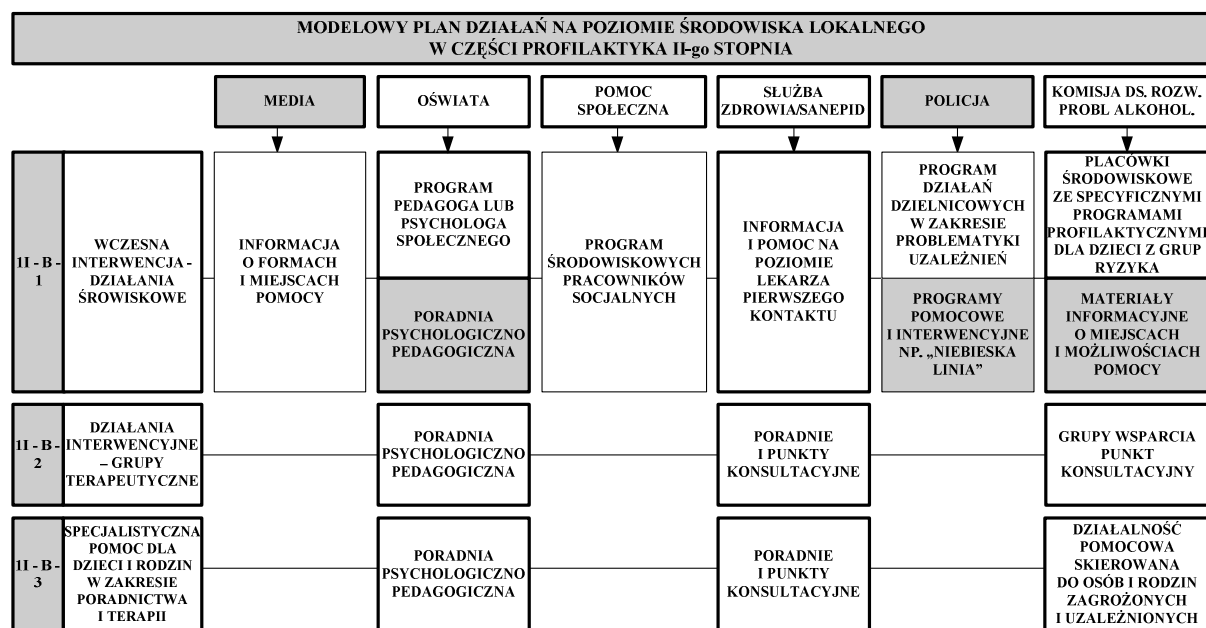 MODELOWY PLAN DZIAŁAŃ NA POZIOMIE ŚRODOWISKA LOKALNEGO
W CZĘŚCI PROFILAKTYKA II-go STOPNIA
MEDIA
OŚWIATA
POMOC
SPOŁECZNA
SŁUŻBA
ZDROWIA/SANEPID
POLICJA
KOMISJA DS. ROZW.
PROBL ALKOHOL.
1I - B -
1
WCZESNA
INTERWENCJA -
DZIAŁANIA
ŚROWISKOWE
INFORMACJA
O FORMACH
I MIEJSCACH
POMOCY
PROGRAM
PEDAGOGA LUB
PSYCHOLOGA
SPOŁECZNEGO
PORADNIA
PSYCHOLOGICZNO
PEDAGOGICZNA
PROGRAM
ŚRODOWISKOWYCH
PRACOWNIKÓW
SOCJALNYCH
INFORMACJA
I POMOC NA
POZIOMIE
LEKARZA
PIERWSZEGO
KONTAKTU
PROGRAM
DZIAŁAŃ
DZIELNICOWYCH
W ZAKRESIE
PROBLEMATYKI
UZALEŻNIEŃ
PROGRAMY
POMOCOWE
I INTERWENCYJNE
NP. „NIEBIESKA
LINIA”
PLACÓWKI
ŚRODOWISKOWE
ZE SPECYFICZNYMI
PROGRAMAMI
PROFILAKTYCZNYMI
DLA DZIECI Z GRUP
RYZYKA
MATERIAŁY
INFORMACYJNE
O MIEJSCACH
I MOŻLIWOŚCIACH
POMOCY
1I - B -
2
DZIAŁANIA
INTERWENCYJNE
– GRUPY
TERAPEUTYCZNE
PORADNIA
PSYCHOLOGICZNO
PEDAGOGICZNA
PORADNIE
I PUNKTY
KONSULTACYJNE
GRUPY WSPARCIA
PUNKT
KONSULTACYJNY
1I - B -
3
SPECJALISTYCZNA
POMOC DLA
DZIECI I RODZIN
W ZAKRESIE
PORADNICTWA
I TERAPII
PORADNIA
PSYCHOLOGICZNO
PEDAGOGICZNA
PORADNIE
I PUNKTY
KONSULTACYJNE
DZIAŁALNOŚĆ
POMOCOWA
SKIEROWANA
DO OSÓB I RODZIN
ZAGROŻONYCH
I UZALEŻNIONYCH